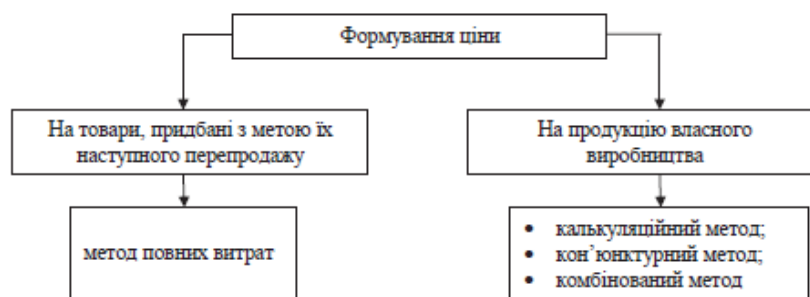 Формування ціни
На товари, придбані з метою їх
наступного перепродажу
На продукцію власного
виробництва
метод повних витрат
• калькуляційний метод;
• кон’юнктурний метод;
• комбінований метод